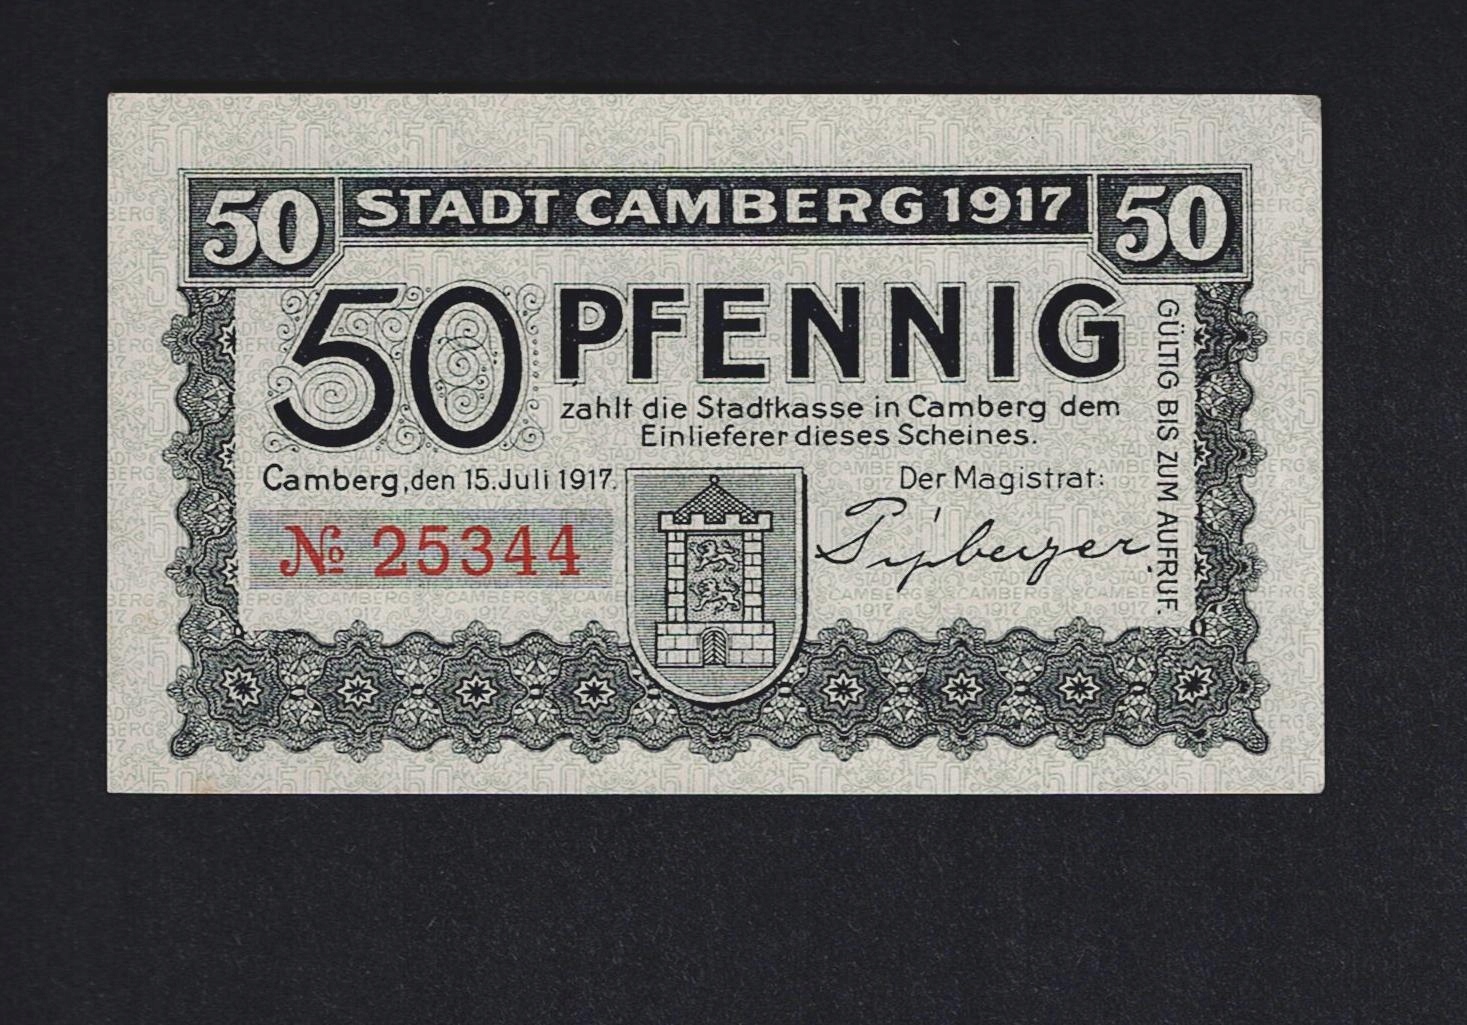 50 STADT CAMBERG 1917 50
50 PFENNIG
zahlt die Stadtkasse in Camberg dem
Einlieferer dieses Scheines.
Camberg, den 15. Juli 1917.
Der Magistrat:
№ 25344
GÜLTIG BIS ZUM AUFRUF.